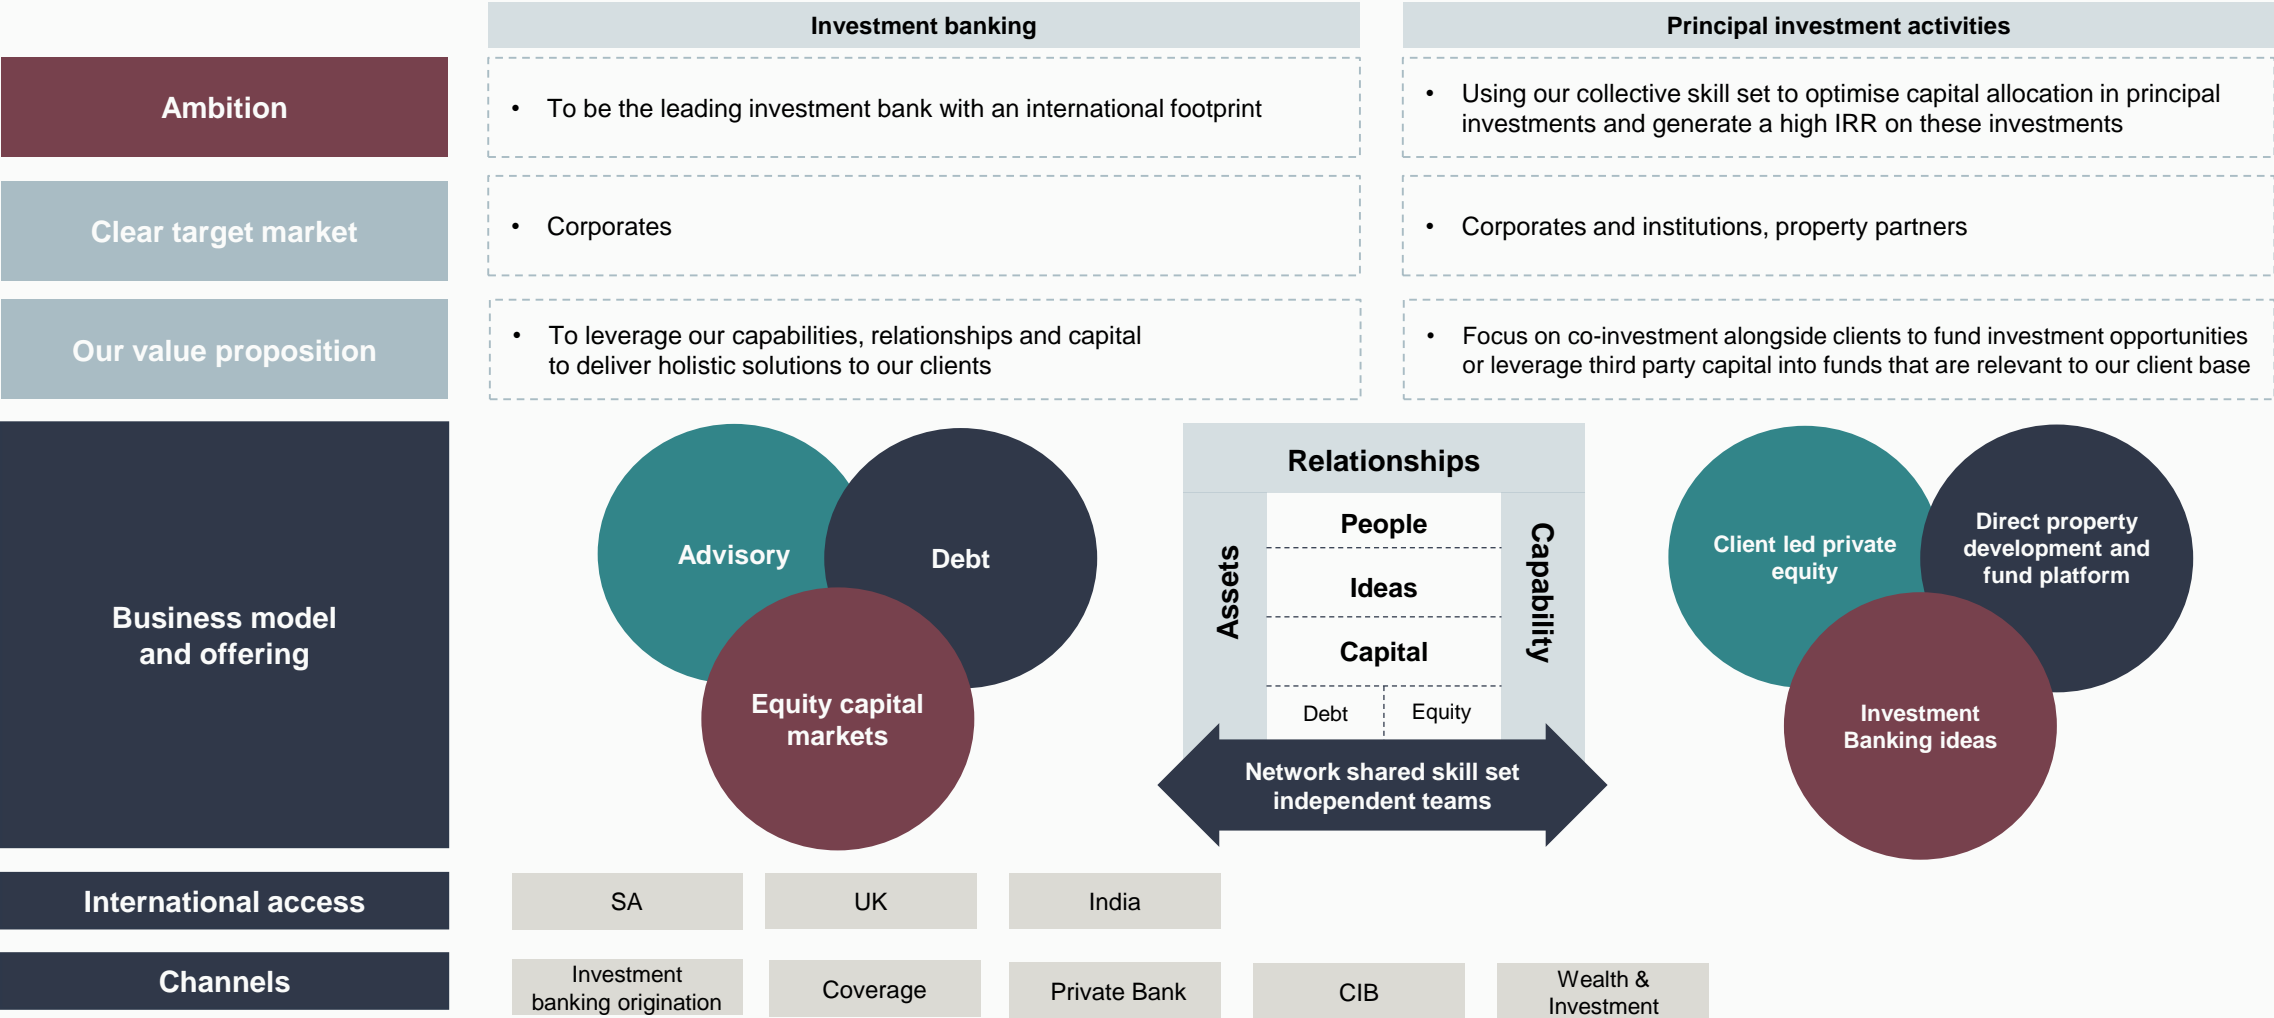 Investment banking
Principal investment activities
Ambition
• To be the leading investment bank with an international footprint
• Using our collective skill set to optimise capital allocation in principal
investments and generate a high IRR on these investments
Clear target market
• Corporates
• Corporates and institutions, property partners
Our value proposition
• To leverage our capabilities, relationships and capital
to deliver holistic solutions to our clients
• Focus on co-investment alongside clients to fund investment opportunities
or leverage third party capital into funds that are relevant to our client base
Business model
and offering
Advisory
Debt
Equity capital
markets
Relationships
Assets
People
Ideas
Capital
Debt
Equity
Capability
Network shared skill set
independent teams
Client led private
equity
Direct property
development and
fund platform
Investment
Banking ideas
International access
SA
UK
India
Channels
Investment
banking origination
Coverage
Private Bank
CIB
Wealth &
Investment